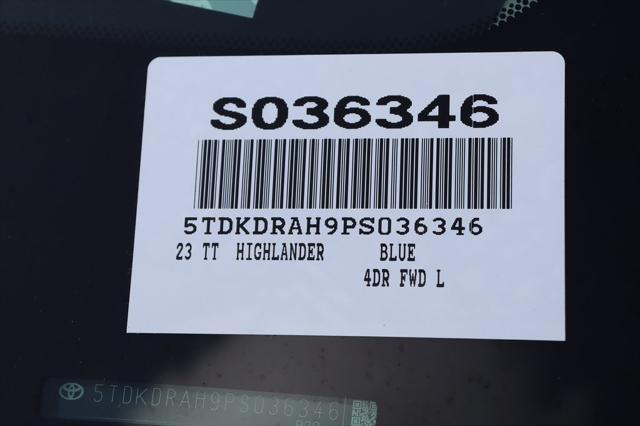 S036346
5TDKDRAH9PS036346
23 TT HIGHLANDER BLUE
4DR FWD L
5TDKDRAH9PS036346